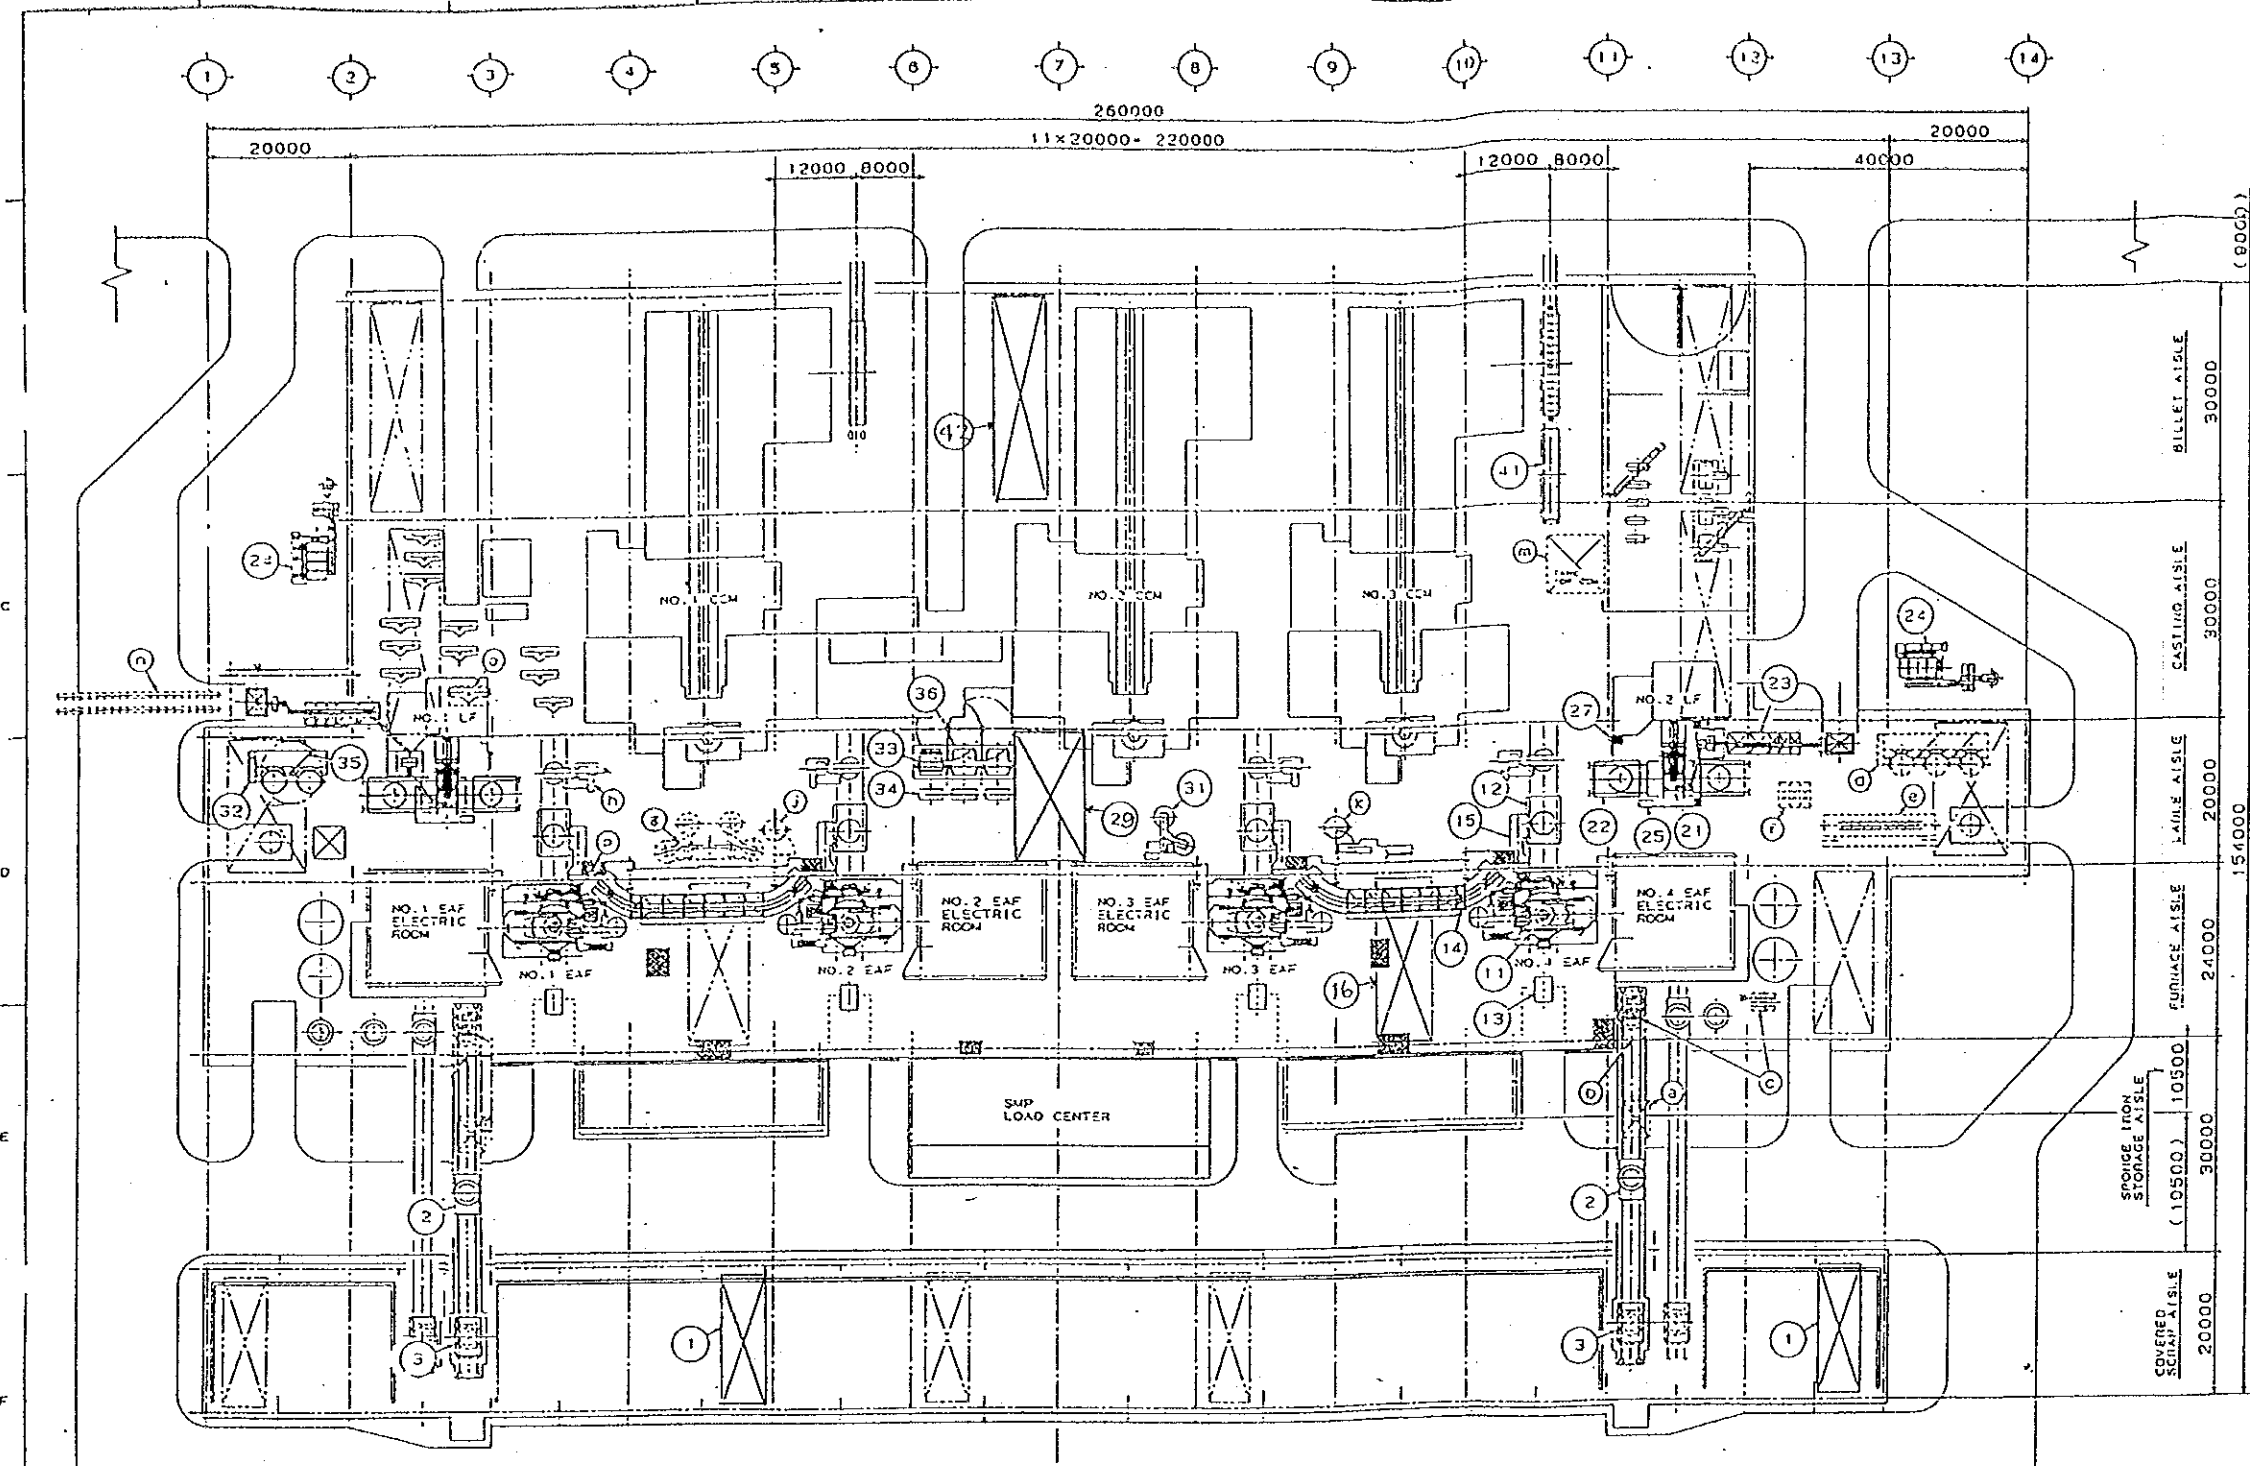 1 2 3 4 5 6 7 8 9 10 11 12 13 14
260000
11×20000= 220000
20000
20000
12000 8000
12000 8000
40000
(9000)
BILLET AISLE
30000
CASTING AISLE
30000
LADLE AISLE
20000
FURNACE AISLE
24000
154000
SPONGE IRON
STORAGE AISLE
(10500) 10500
30000
COVERED
SCRAP AISLE
20000
C
D
E
F
42
41
24
m
NO.1 CCM
NO.2 CCM
NO.3 CCM
24
n
o
NO.1 LF
36
27
NO.2 LF
23
35
32
33
34
h
g
j
29
31
k
12
15
22
25
21
d
e
f
p
NO.1 EAF
ELECTRIC
ROOM
NO.2 EAF
ELECTRIC
ROOM
NO.3 EAF
ELECTRIC
ROOM
NO.4 EAF
ELECTRIC
ROOM
NO.1 EAF
NO.2 EAF
NO.3 EAF
NO.4 EAF
14
11
16
13
SMP
LOAD CENTER
b
a
c
2
2
3
1
3
1